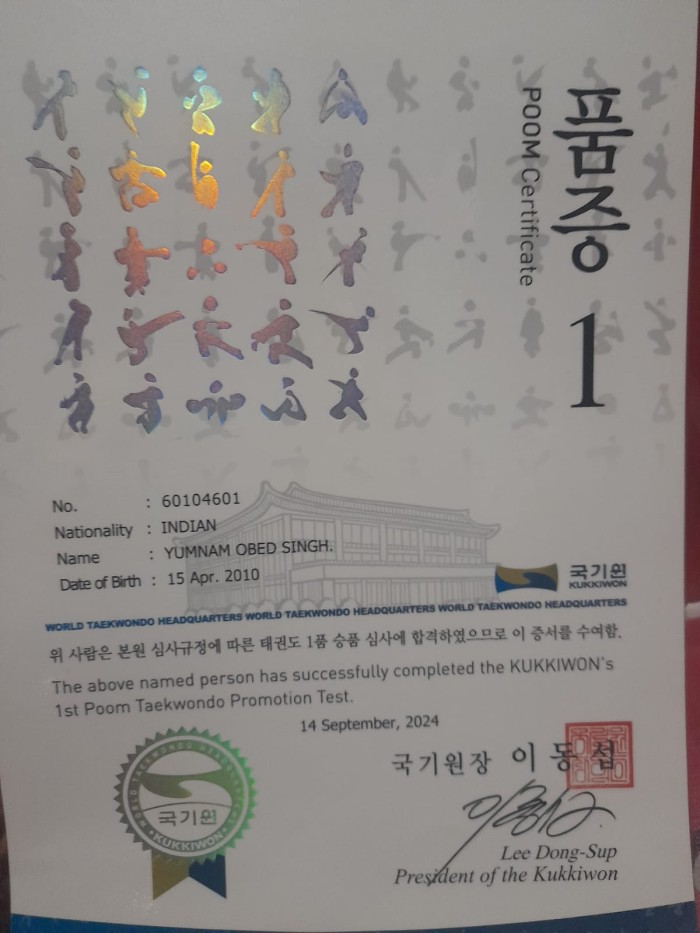 품증
POOM Certificate
1
No. : 60104601
Nationality : INDIAN
Name : YUMNAM OBED SINGH.
Date of Birth : 15 Apr. 2010
국기원
KUKKIWON
WORLD TAEKWONDO HEADQUARTERS WORLD TAEKWONDO HEADQUARTERS WORLD TAEKWONDO HEADQUARTERS
위 사람은 본원 심사규정에 따른 태권도 1품 승품 심사에 합격하였으므로 이 증서를 수여함.
The above named person has successfully completed the KUKKIWON's
1st Poom Taekwondo Promotion Test.
14 September, 2024
국기원장 이동섭
WORLD TAEKWONDO HEADQUARTERS
국기원
KUKKIWON
Lee Dong-Sup
President of the Kukkiwon